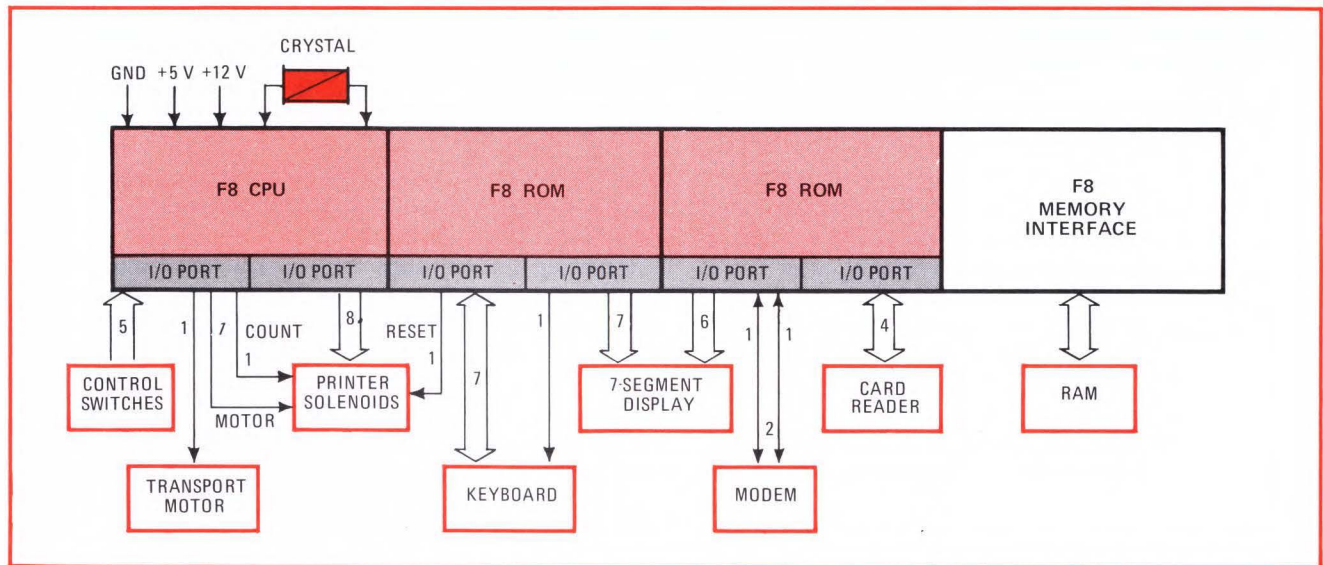 CRYSTAL
GND +5 V +12 V
F8 CPU
F8 ROM
F8 ROM
F8
MEMORY
INTERFACE
I/O PORT
I/O PORT
I/O PORT
I/O PORT
I/O PORT
I/O PORT
5
1
1
COUNT
1
8
RESET
1
7
1
7
6
1
1
4
CONTROL
SWITCHES
PRINTER
SOLENOIDS
MOTOR
7-SEGMENT
DISPLAY
2
CARD
READER
RAM
TRANSPORT
MOTOR
KEYBOARD
MODEM